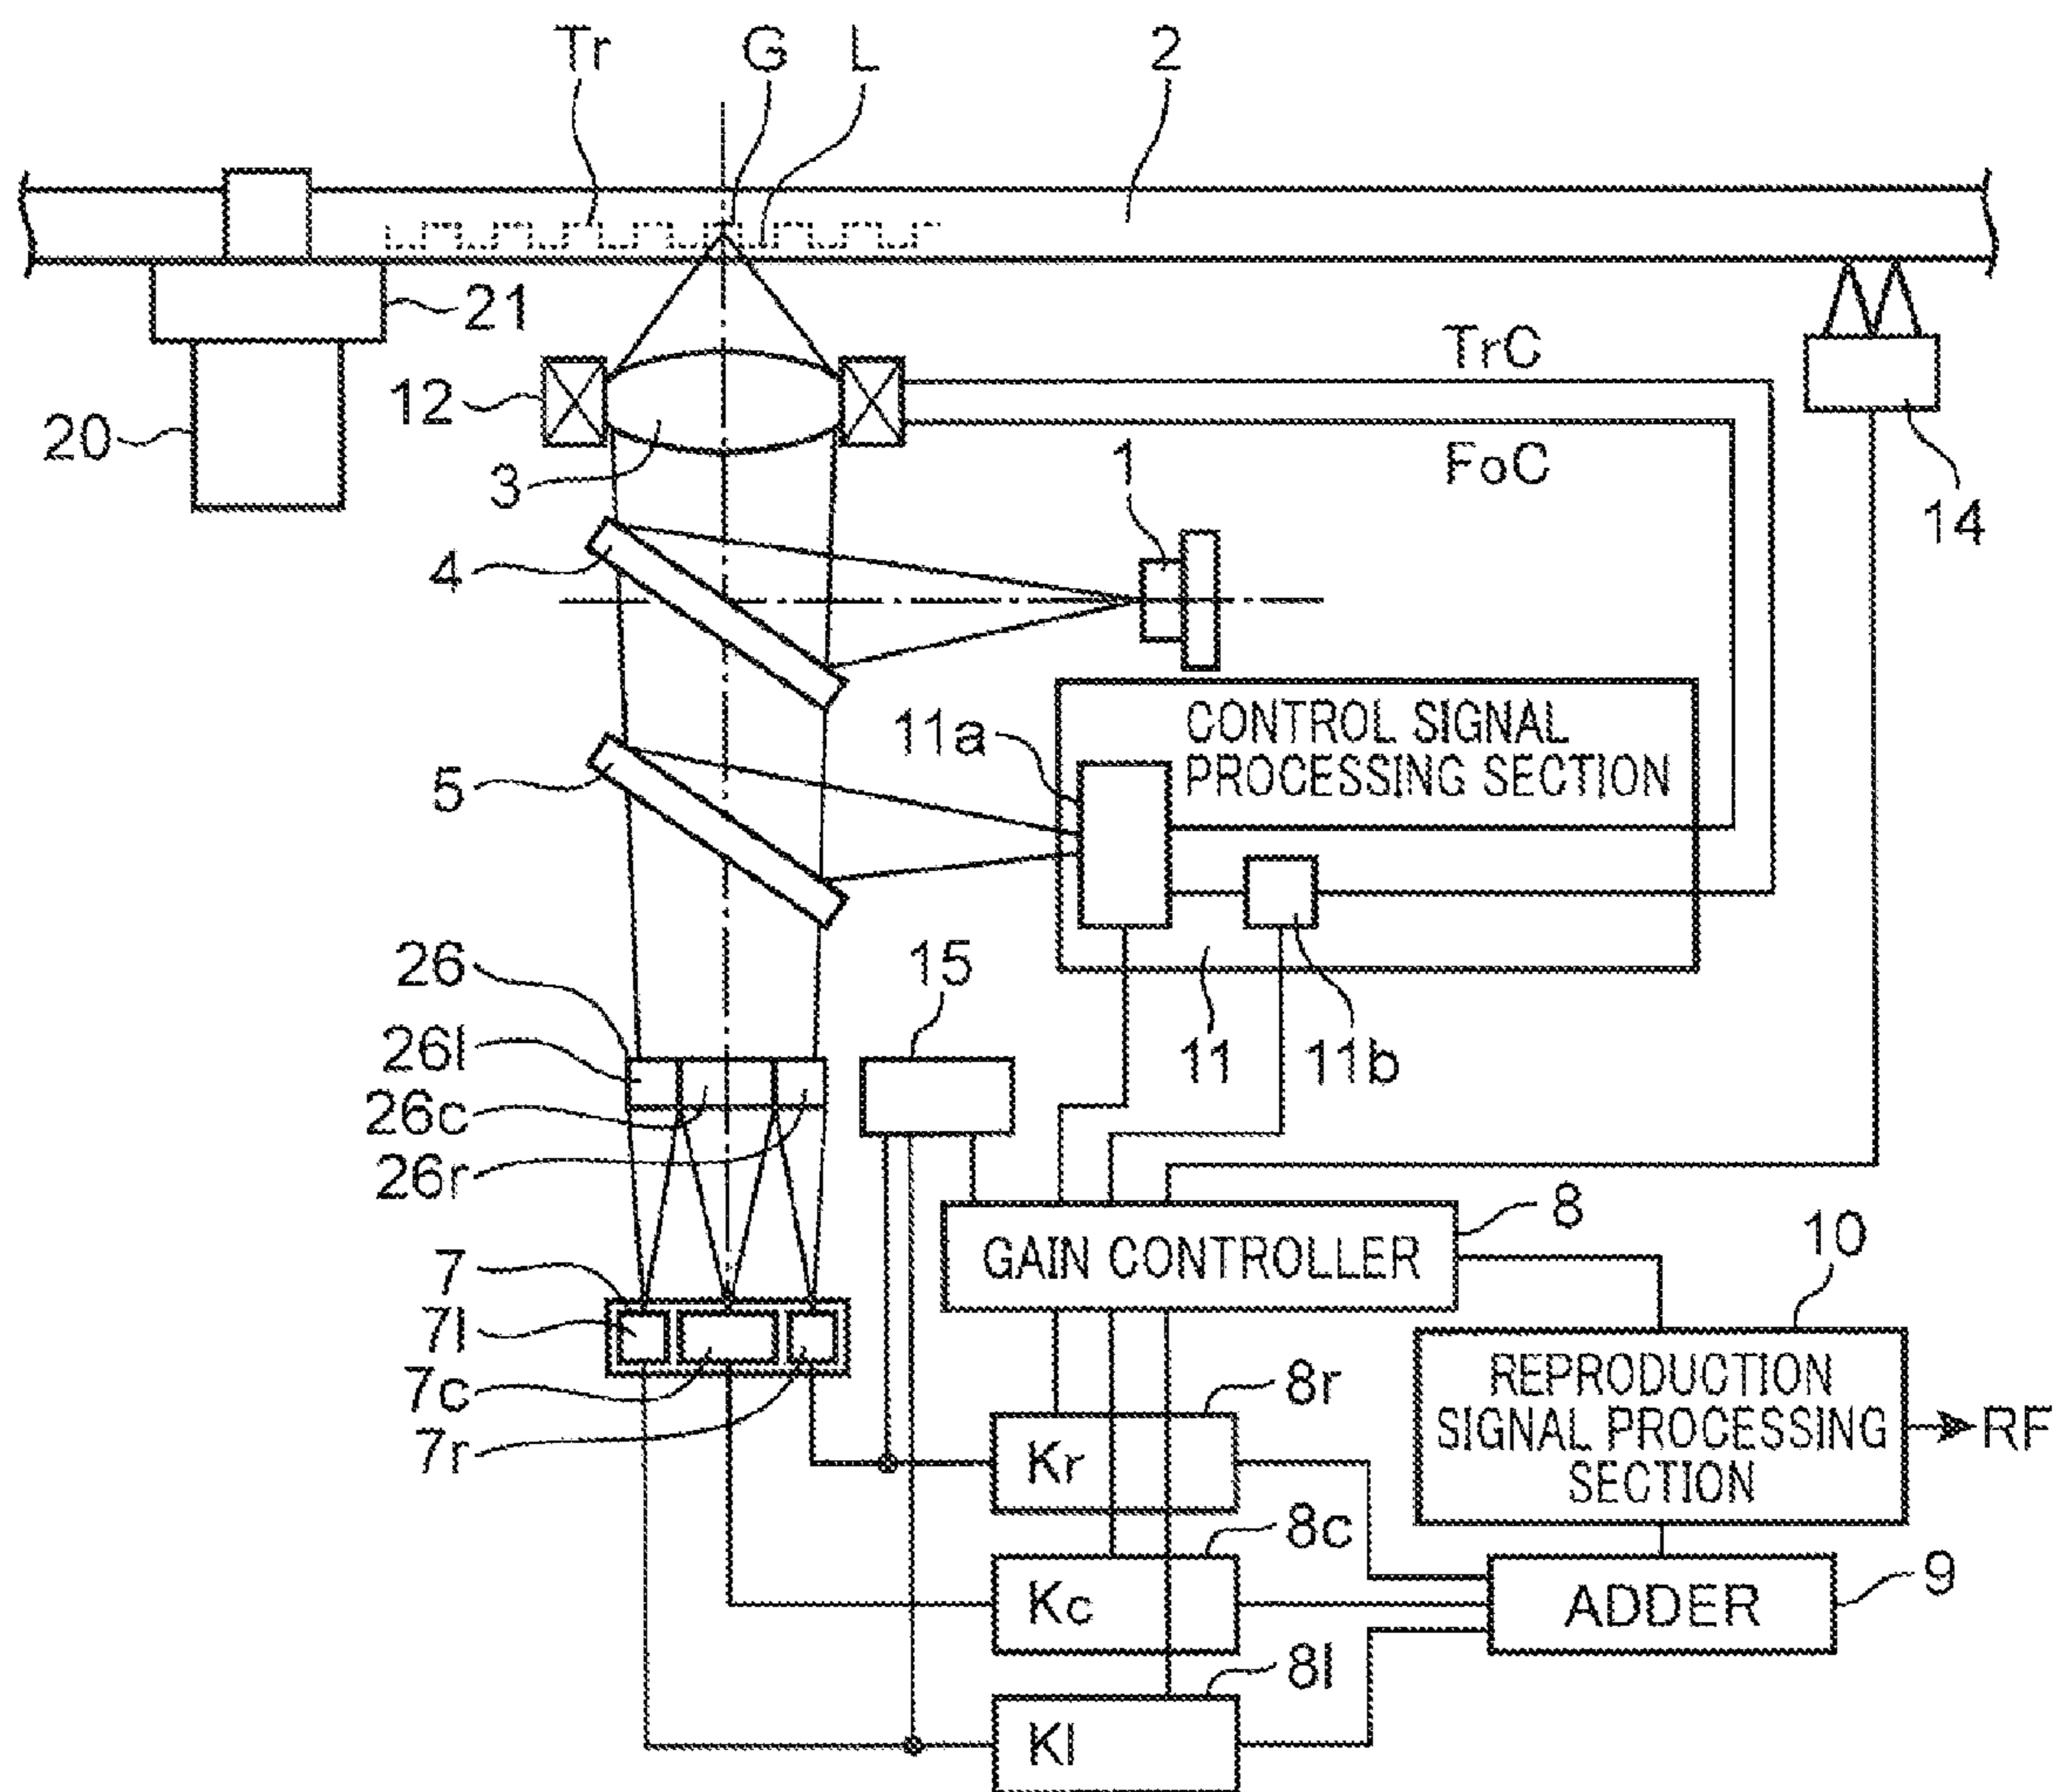 Tr G L 2
21
12
TrC
20
3
FoC
1
14
4
11a
CONTROL SIGNAL
PROCESSING SECTION
5
26
15
26l
11
11b
26c
26r
8
10
7
GAIN CONTROLLER
7l
7c
8r
REPRODUCTION
SIGNAL PROCESSING
SECTION
RF
7r
Kr
8c
Kc
ADDER
9
8l
Kl